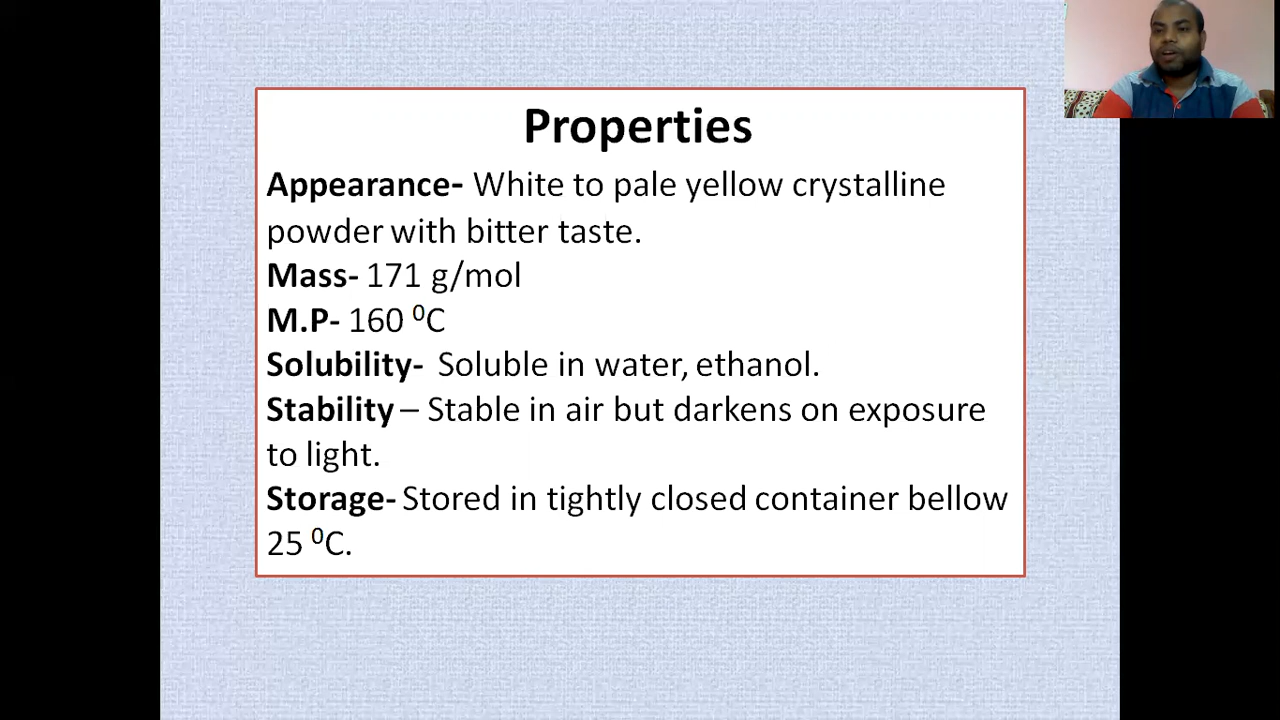 Properties
Appearance- White to pale yellow crystalline
powder with bitter taste.
Mass- 171 g/mol
M.P- 160 ⁰C
Solubility-  Soluble in water, ethanol.
Stability – Stable in air but darkens on exposure
to light.
Storage- Stored in tightly closed container bellow
25 ⁰C.